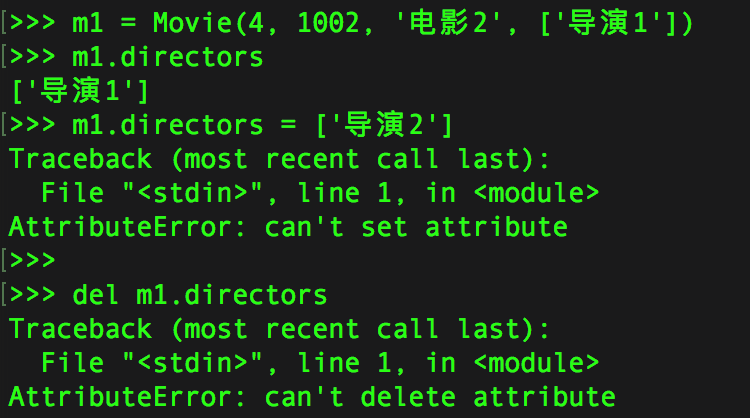 [>>> m1 = Movie(4, 1002, '电影2', ['导演1'])
[>>> m1.directors
['导演1']
[>>> m1.directors = ['导演2']
Traceback (most recent call last):
  File "<stdin>", line 1, in <module>
AttributeError: can't set attribute
[>>>
[>>> del m1.directors
Traceback (most recent call last):
  File "<stdin>", line 1, in <module>
AttributeError: can't delete attribute